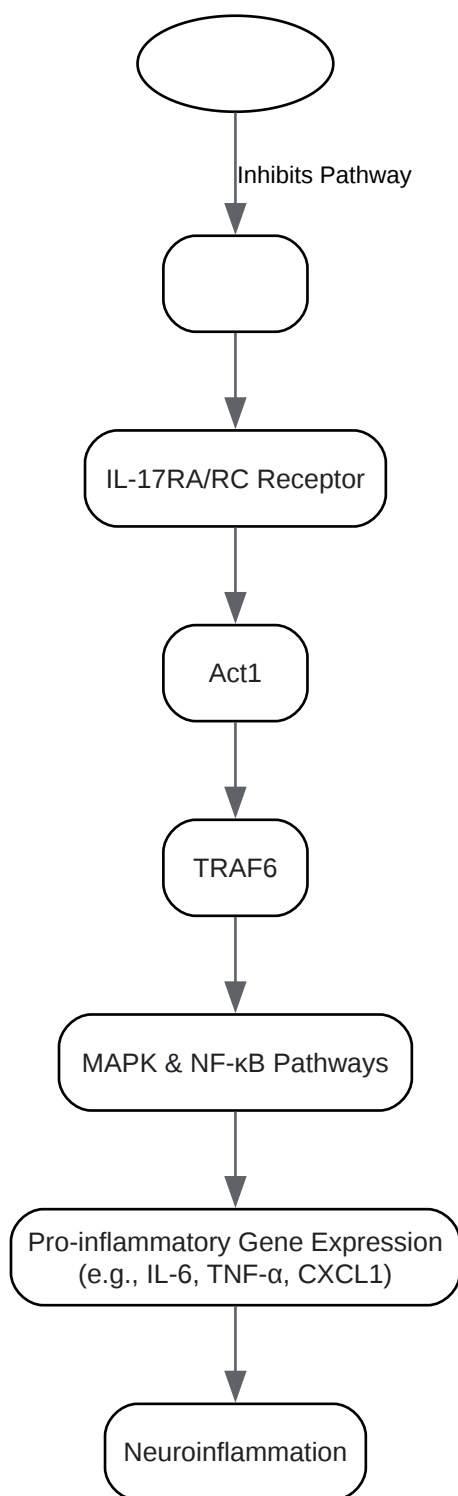 Inhibits Pathway
IL-17RA/RC Receptor
Act1
TRAF6
MAPK & NF-κB Pathways
Pro-inflammatory Gene Expression
(e.g., IL-6, TNF-α, CXCL1)
Neuroinflammation